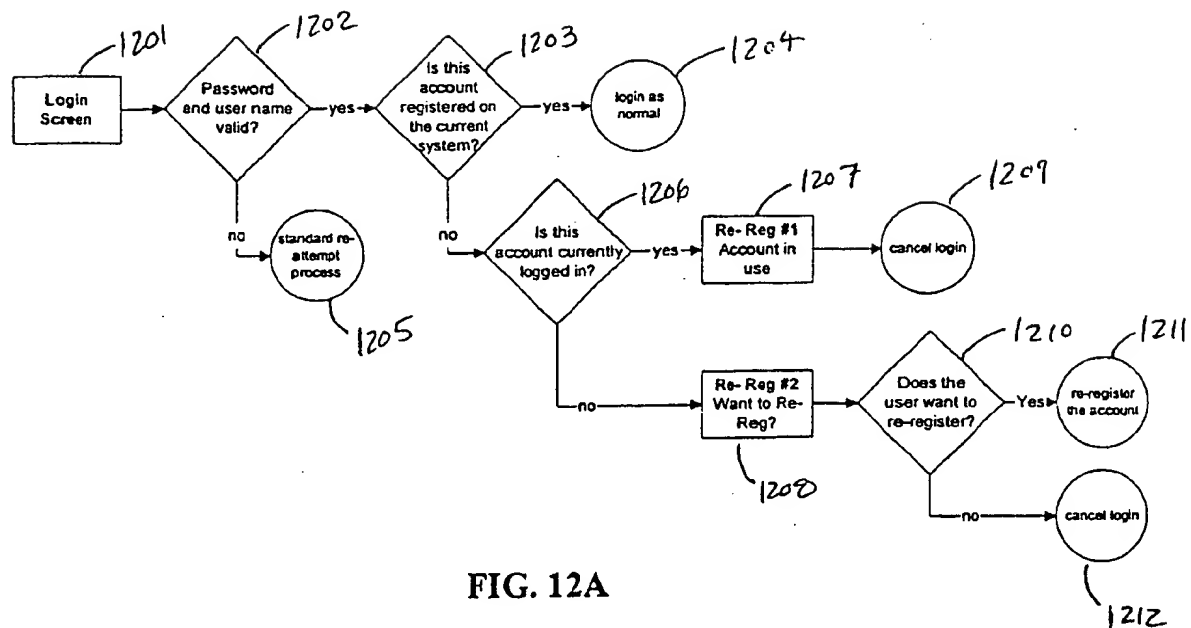 1201
Login
Screen
1202
Password
and user name
valid?
yes
1203
Is this
account
registered on
the current
system?
yes
1204
login as
normal
no
standard re-
attempt
process
1205
no
1206
Is this
account currently
logged in?
yes
1207
Re- Reg #1
Account in
use
1209
cancel login
no
Re- Reg #2
Want to Re-
Reg?
1208
1210
Does the
user want to
re-register?
Yes
1211
re-register
the account
no
cancel login
1212
FIG. 12A